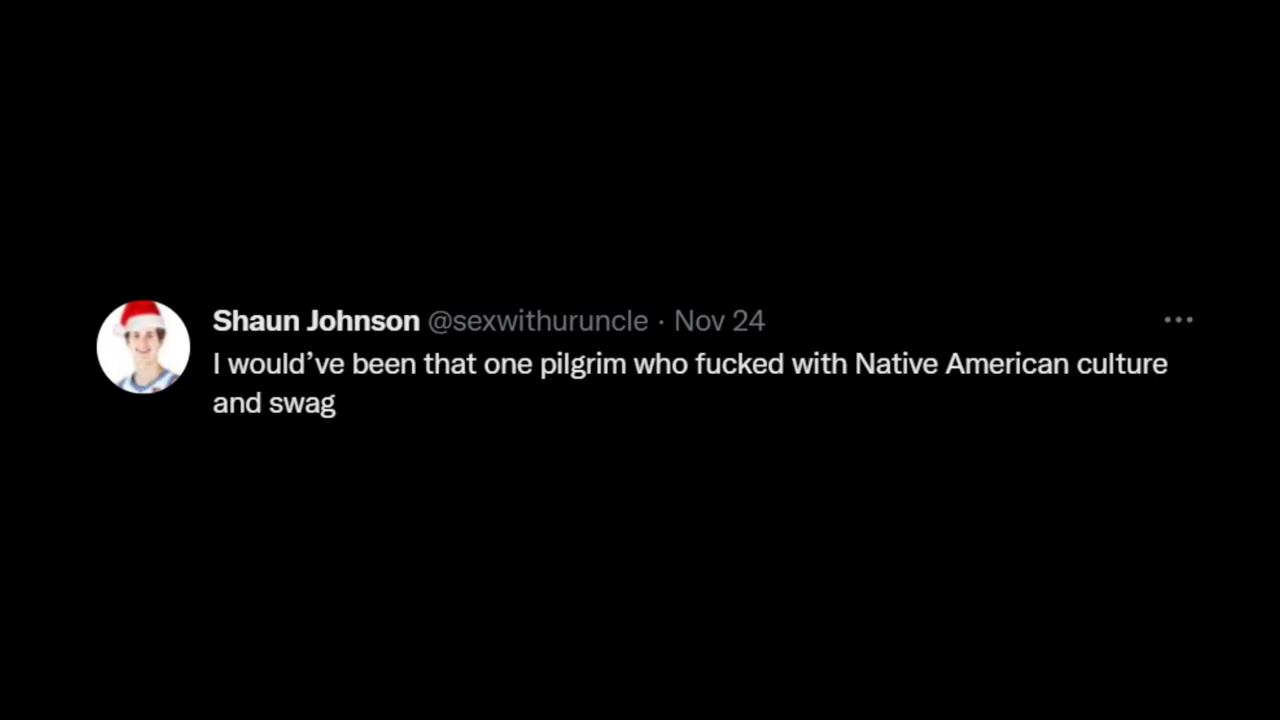 Shaun Johnson @sexwithuruncle · Nov 24 ···
I would’ve been that one pilgrim who fucked with Native American culture
and swag